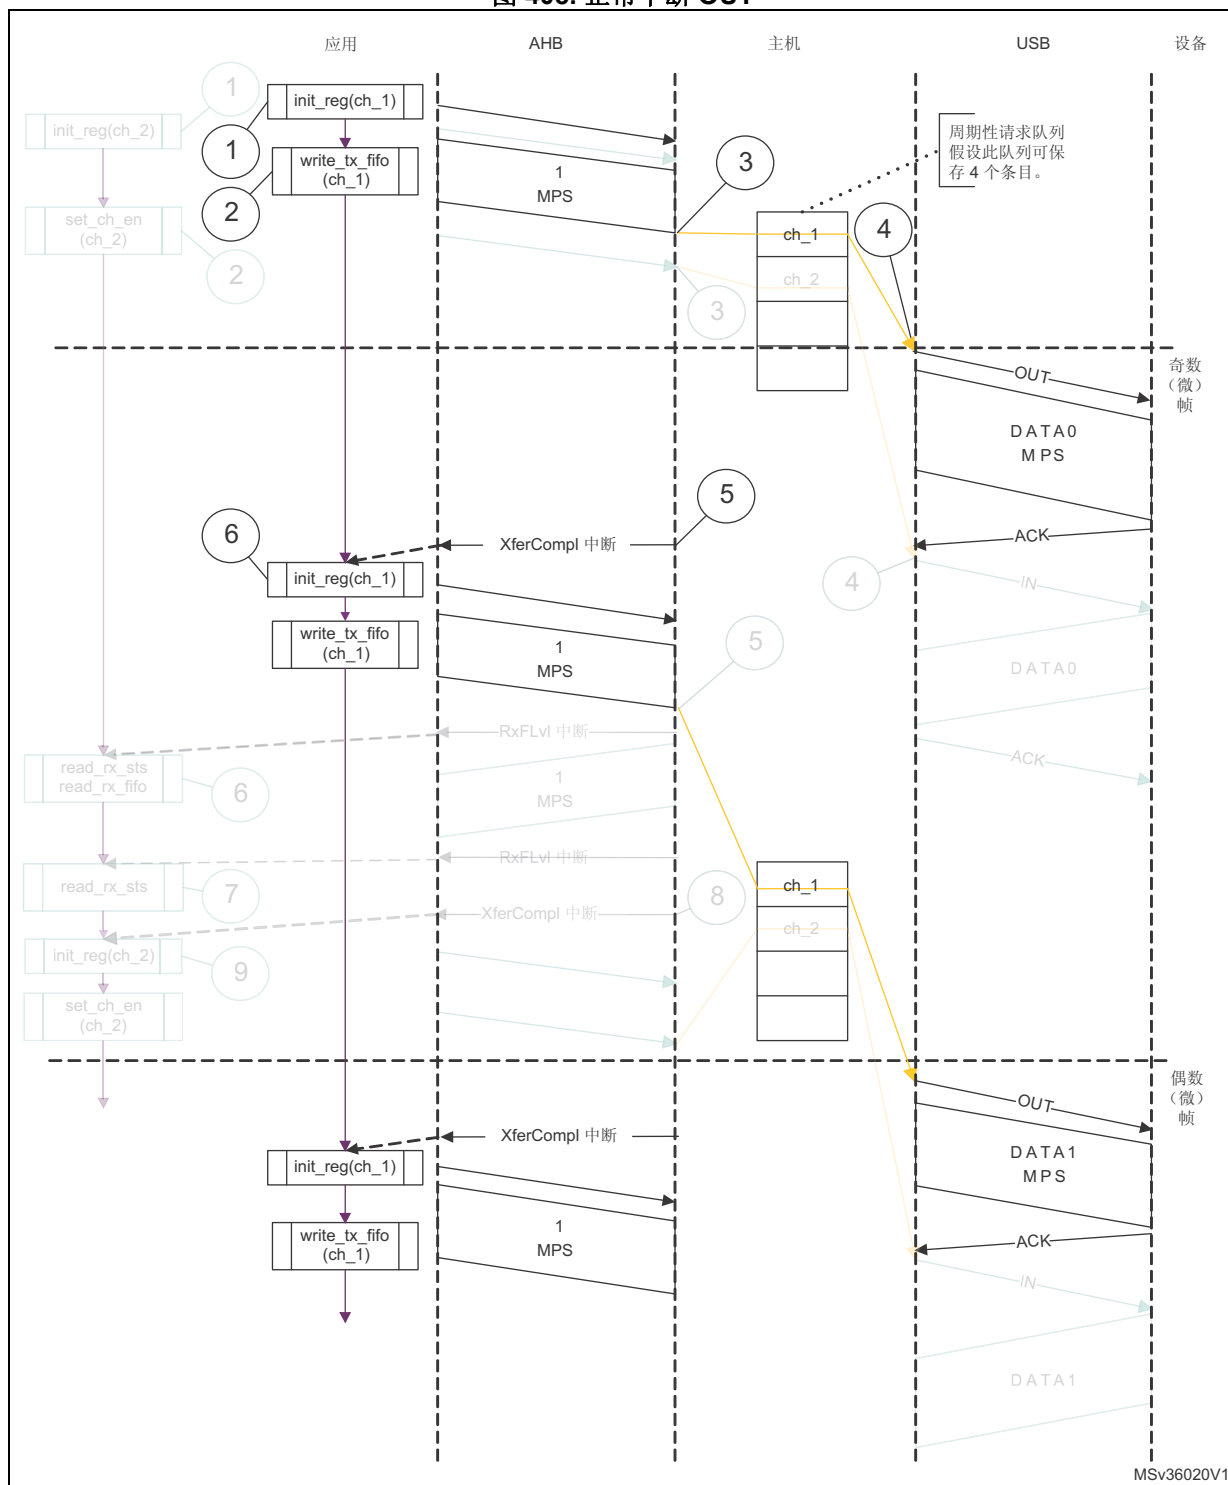 应用
AHB
主机
USB
设备
1
init_reg(ch_1)
init_reg(ch_2)
周期性请求队列
假设此队列可保
存 4 个条目。
1
write_tx_fifo
(ch_1)
1
MPS
3
2
set_ch_en
(ch_2)
ch_1
4
2
ch_2
3
奇数
（微）
帧
OUT
DATA0
MPS
5
6
XferCompl 中断
ACK
init_reg(ch_1)
4
IN
write_tx_fifo
(ch_1)
1
MPS
5
DATA0
RxFLvl 中断
read_rx_sts
read_rx_fifo
6
1
MPS
ACK
RxFLvl 中断
read_rx_sts
7
8
ch_1
XferCompl 中断
ch_2
init_reg(ch_2)
9
set_ch_en
(ch_2)
偶数
（微）
帧
OUT
XferCompl 中断
init_reg(ch_1)
DATA1
MPS
write_tx_fifo
(ch_1)
1
MPS
ACK
IN
DATA1
MSv36020V1